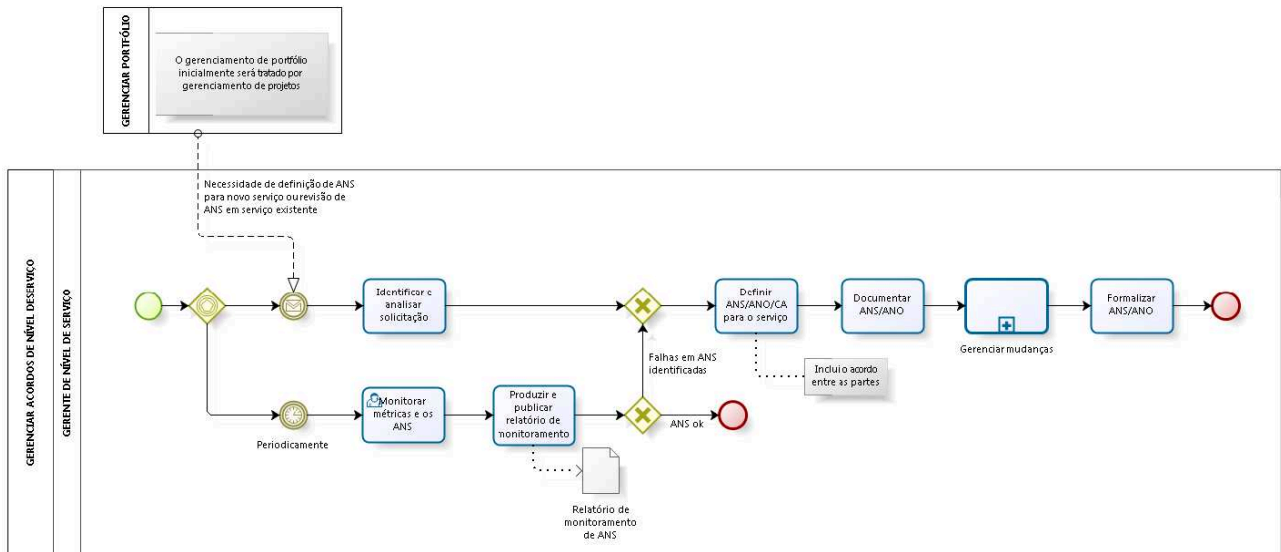 GERENCIAR PORTFÓLIO
O gerenciamento de portfólio
inicialmente será tratado por
gerenciamento de projetos
GERENCIAR ACORDOS DE NÍVEL DESERVIÇO
GERENTE DE NÍVEL DE SERVIÇO
Necessidade de definição de ANS
para novo serviço ou revisão de
ANS em serviço existente
Identificar e
analisar
solicitação
Definir
ANS/ANO/CA
para o serviço
Documentar
ANS/ANO
Gerenciar mudanças
Formalizar
ANS/ANO
Falhas em ANS
identificadas
Inclui o acordo
entre as partes
Periodicamente
Monitorar
métricas e os
ANS
Produzir e
publicar
relatório de
monitoramento
ANS ok
Relatório de
monitoramento
de ANS